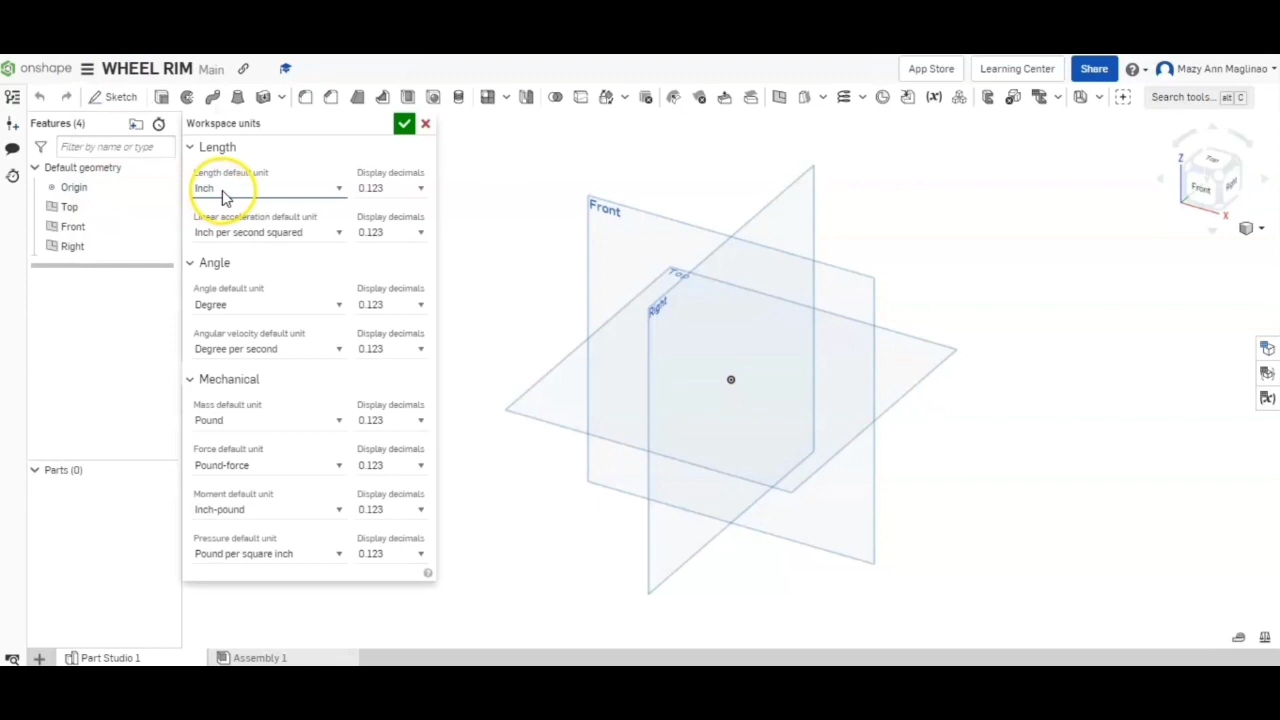 onshape WHEEL RIM Main App Store Learning Center Share Mazy Ann Maglinao
Sketch Search tools... alt C
Features (4)
Filter by name or type
Default geometry
Origin
Top
Front
Right
Parts (0)
Workspace units
Length
Length default unit Display decimals
Inch 0.123
Linear acceleration default unit Display decimals
Inch per second squared 0.123
Angle
Angle default unit Display decimals
Degree 0.123
Angular velocity default unit Display decimals
Degree per second 0.123
Mechanical
Mass default unit Display decimals
Pound 0.123
Force default unit Display decimals
Pound-force 0.123
Moment default unit Display decimals
Inch-pound 0.123
Pressure default unit Display decimals
Pound per square inch 0.123
Front
Top
Right
Z
Top
Front
Right
X
Part Studio 1 Assembly 1